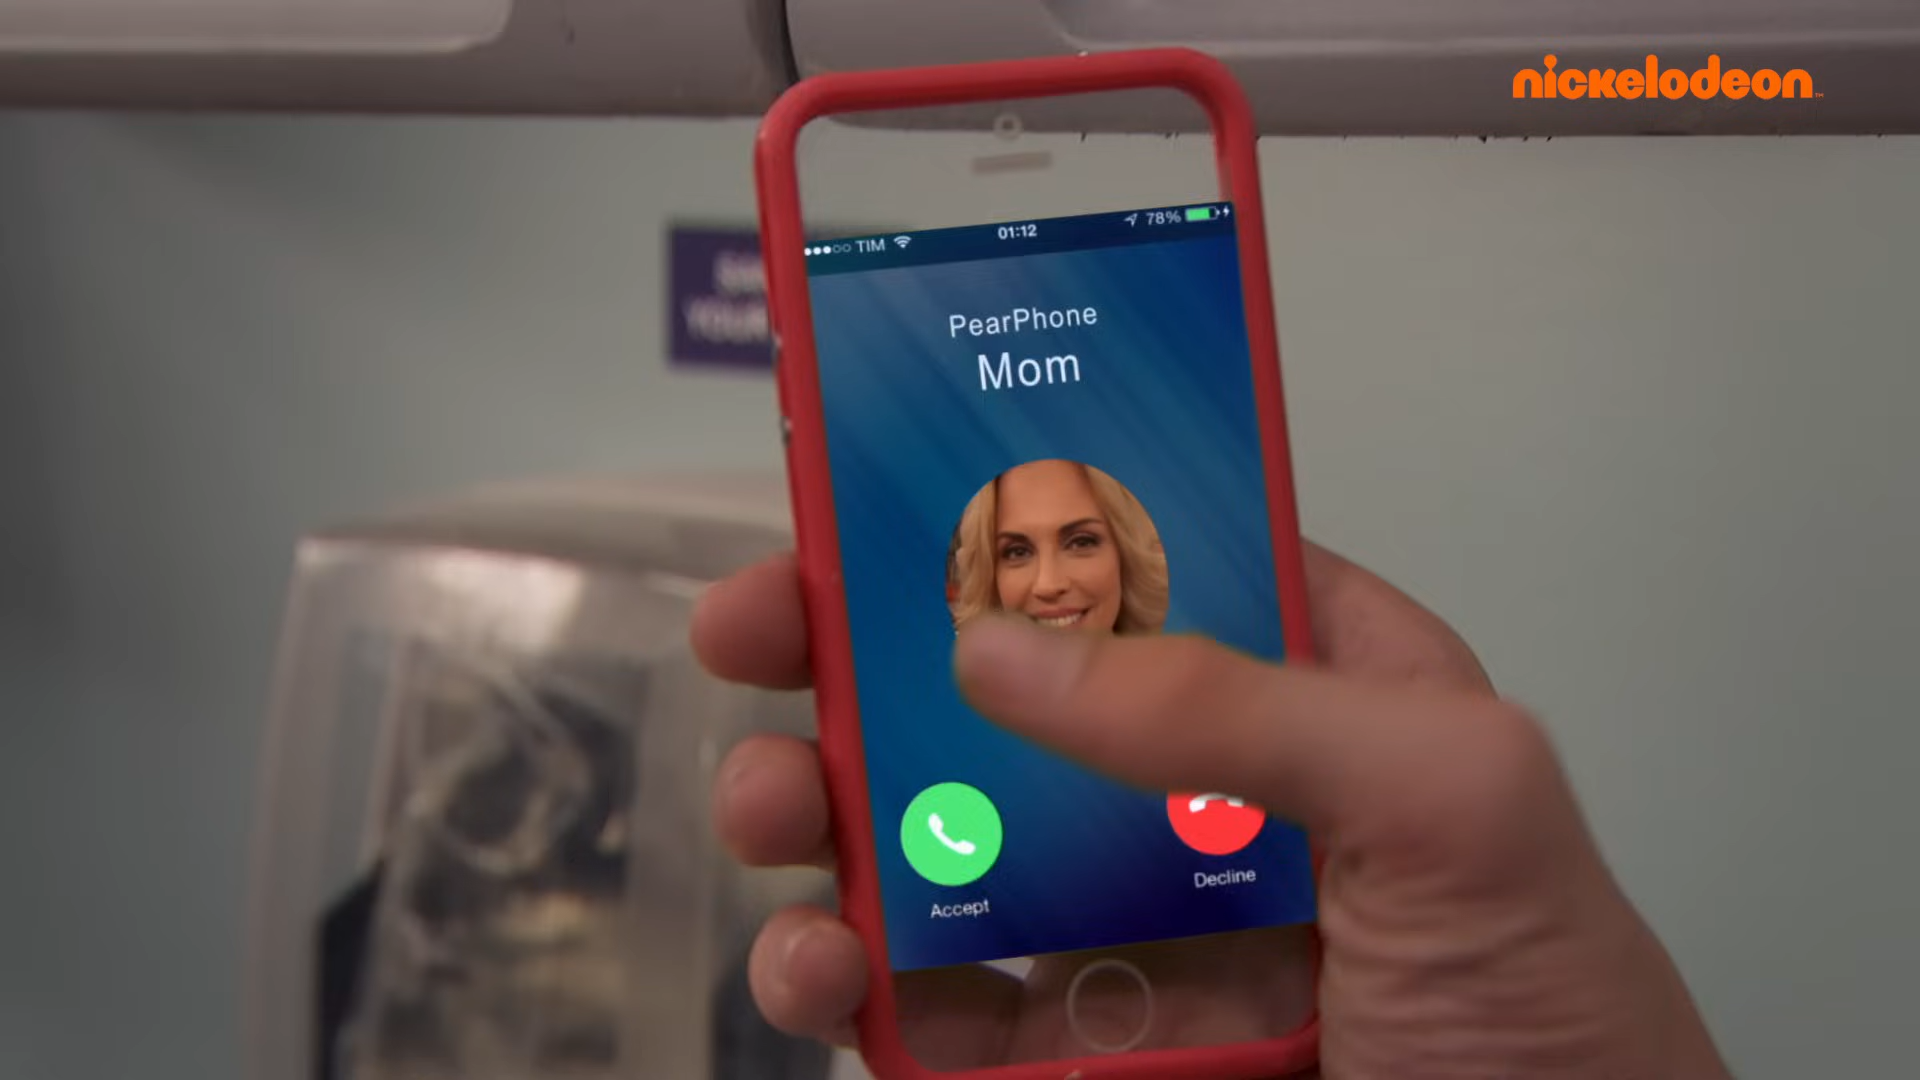 nickelodeon
TIM 01:12 78%
PearPhone
Mom
Accept
Decline